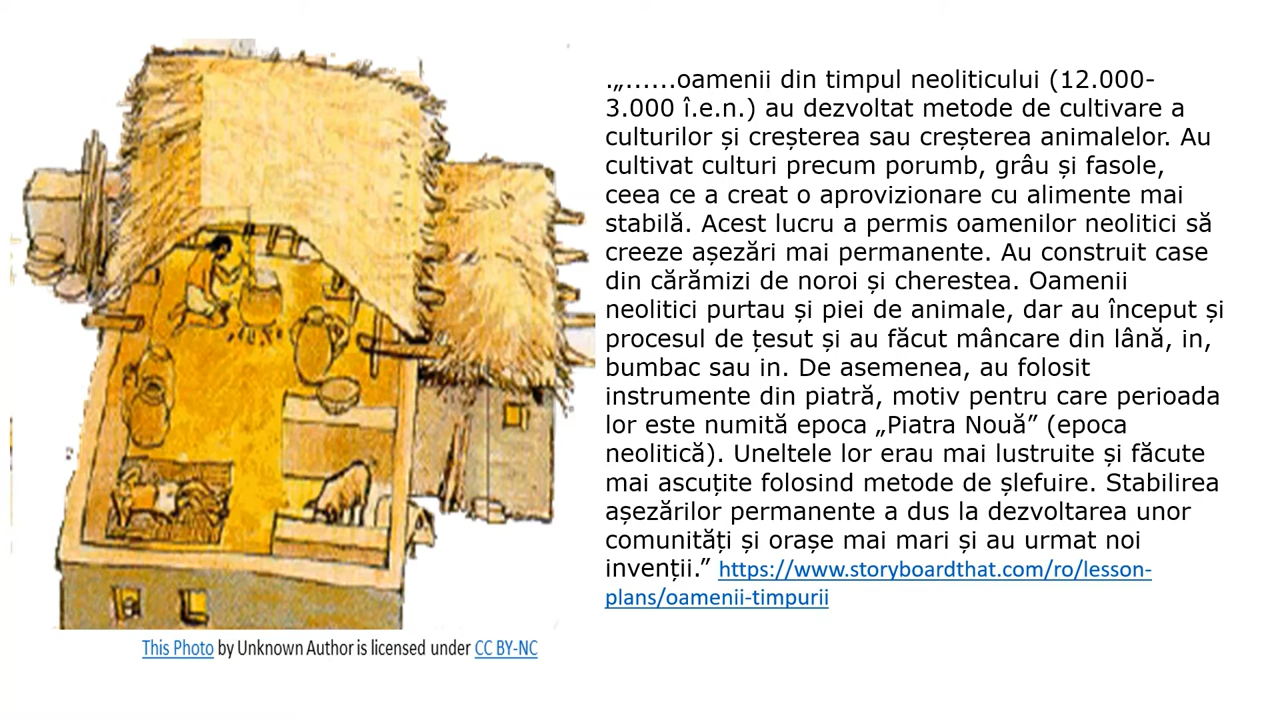 .„......oamenii din timpul neoliticului (12.000-
3.000 î.e.n.) au dezvoltat metode de cultivare a
culturilor și creșterea sau creșterea animalelor. Au
cultivat culturi precum porumb, grâu și fasole,
ceea ce a creat o aprovizionare cu alimente mai
stabilă. Acest lucru a permis oamenilor neolitici să
creeze așezări mai permanente. Au construit case
din cărămizi de noroi și cherestea. Oamenii
neolitici purtau și piei de animale, dar au început și
procesul de țesut și au făcut mâncare din lână, in,
bumbac sau in. De asemenea, au folosit
instrumente din piatră, motiv pentru care perioada
lor este numită epoca „Piatra Nouă” (epoca
neolitică). Uneltele lor erau mai lustruite și făcute
mai ascuțite folosind metode de șlefuire. Stabilirea
așezărilor permanente a dus la dezvoltarea unor
comunități și orașe mai mari și au urmat noi
invenții.” https://www.storyboardthat.com/ro/lesson-
plans/oamenii-timpurii
This Photo by Unknown Author is licensed under CC BY-NC